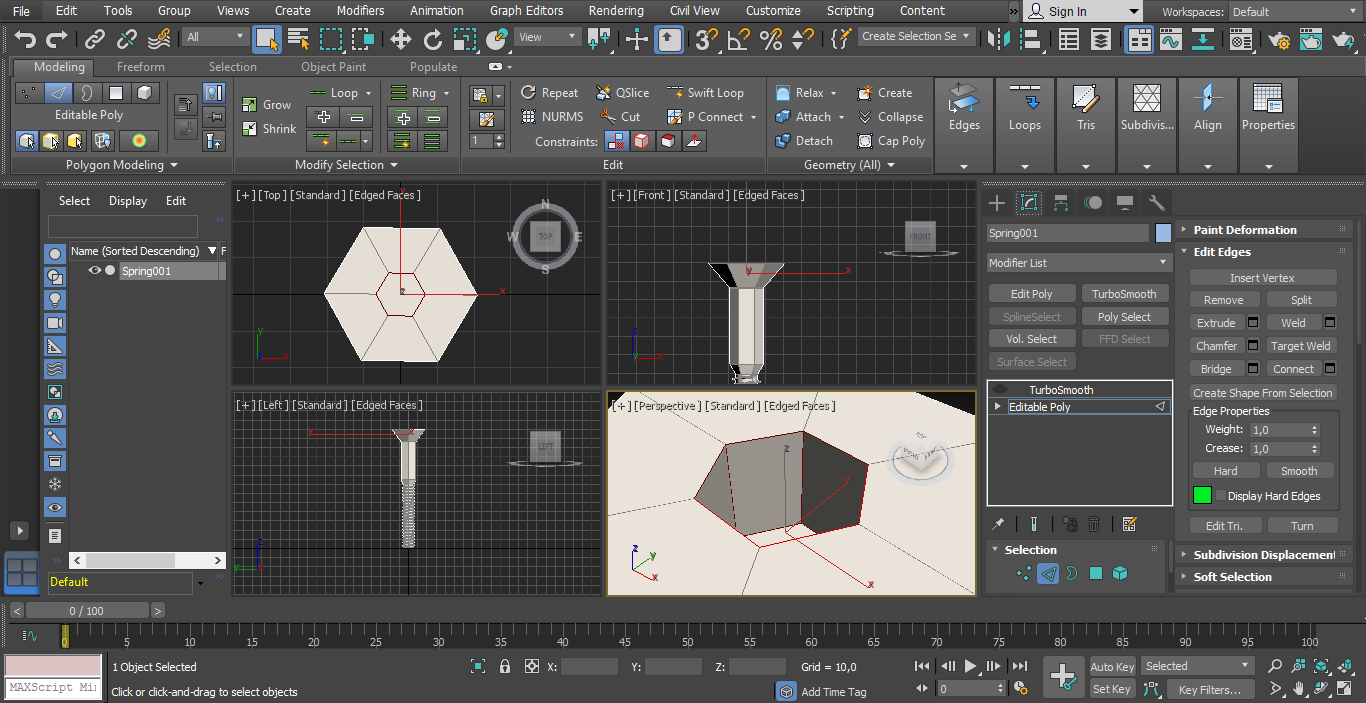 File Edit Tools Group Views Create Modifiers Animation Graph Editors Rendering Civil View Customize Scripting Content » Sign In Workspaces: Default
All View Create Selection Se
Modeling Freeform Selection Object Paint Populate
Editable Poly
Polygon Modeling
Grow
Shrink
Loop Ring
Modify Selection
1
Repeat QSlice Swift Loop
NURMS Cut P Connect
Constraints:
Edit
Relax Create
Attach Collapse
Detach Cap Poly
Geometry (All)
Edges Loops Tris Subdivis... Align Properties
Select Display Edit
Name (Sorted Descending) F
Spring001
Default
[+] [Top] [Standard] [Edged Faces]
N
W TOP E
S
z x
y
z x
[+] [Front] [Standard] [Edged Faces]
FRONT
y x
z
y x
[+] [Left] [Standard] [Edged Faces]
LEFT
y
z
y x
[+] [Perspective] [Standard] [Edged Faces]
TOP
z
y
x
z
y
x
Spring001
Modifier List
Edit Poly TurboSmooth
SplineSelect Poly Select
Vol. Select FFD Select
Surface Select
TurboSmooth
Editable Poly
Selection
Paint Deformation
Edit Edges
Insert Vertex
Remove Split
Extrude Weld
Chamfer Target Weld
Bridge Connect
Create Shape From Selection
Edge Properties
Weight: 1,0
Crease: 1,0
Hard Smooth
Display Hard Edges
Edit Tri. Turn
Subdivision Displacement
Soft Selection
< 0 / 100 >
0 5 10 15 20 25 30 35 40 45 50 55 60 65 70 75 80 85 90 95 100
1 Object Selected
X: Y: Z: Grid = 10,0
Auto Key Selected
MAXScript Mi
Click or click-and-drag to select objects
Add Time Tag
0
Set Key Key Filters...